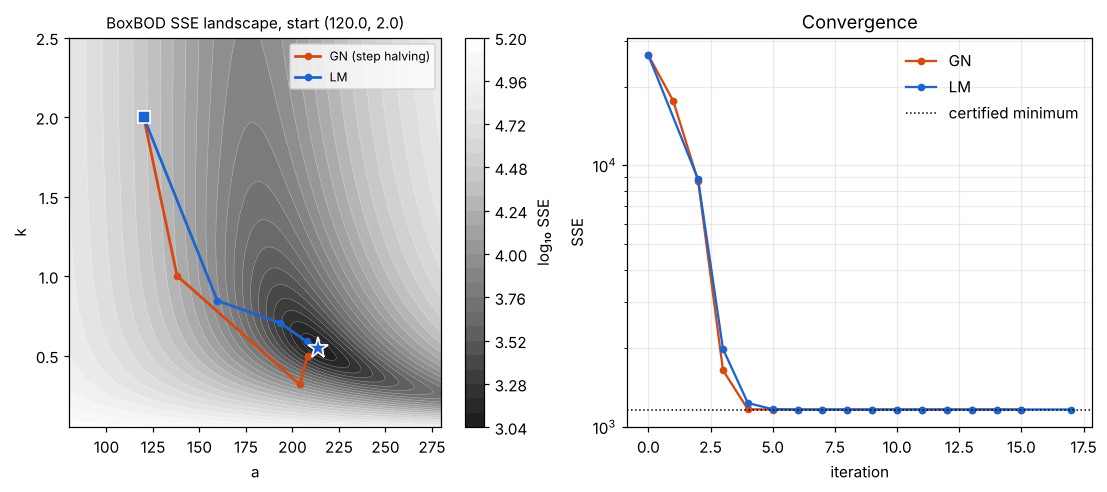 BoxBOD SSE landscape, start (120.0, 2.0)
GN (step halving)
LM
2.5
2.0
1.5
1.0
0.5
k
100 125 150 175 200 225 250 275
a
5.20
4.96
4.72
4.48
4.24
4.00
3.76
3.52
3.28
3.04
log₁₀ SSE
Convergence
GN
LM
certified minimum
10⁴
10³
SSE
0.0 2.5 5.0 7.5 10.0 12.5 15.0 17.5
iteration